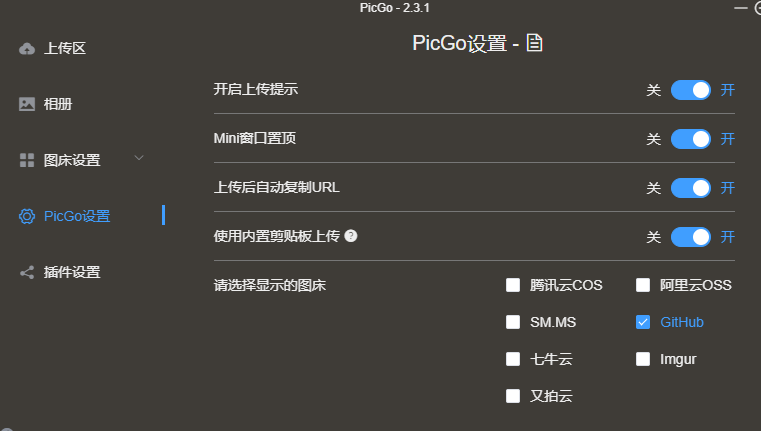 PicGo - 2.3.1
上传区
相册
图床设置
PicGo设置
插件设置
PicGo设置 -
开启上传提示 关 开
Mini窗口置顶 关 开
上传后自动复制URL 关 开
使用内置剪贴板上传 ? 关 开
请选择显示的图床 腾讯云COS 阿里云OSS
SM.MS GitHub
七牛云 Imgur
又拍云